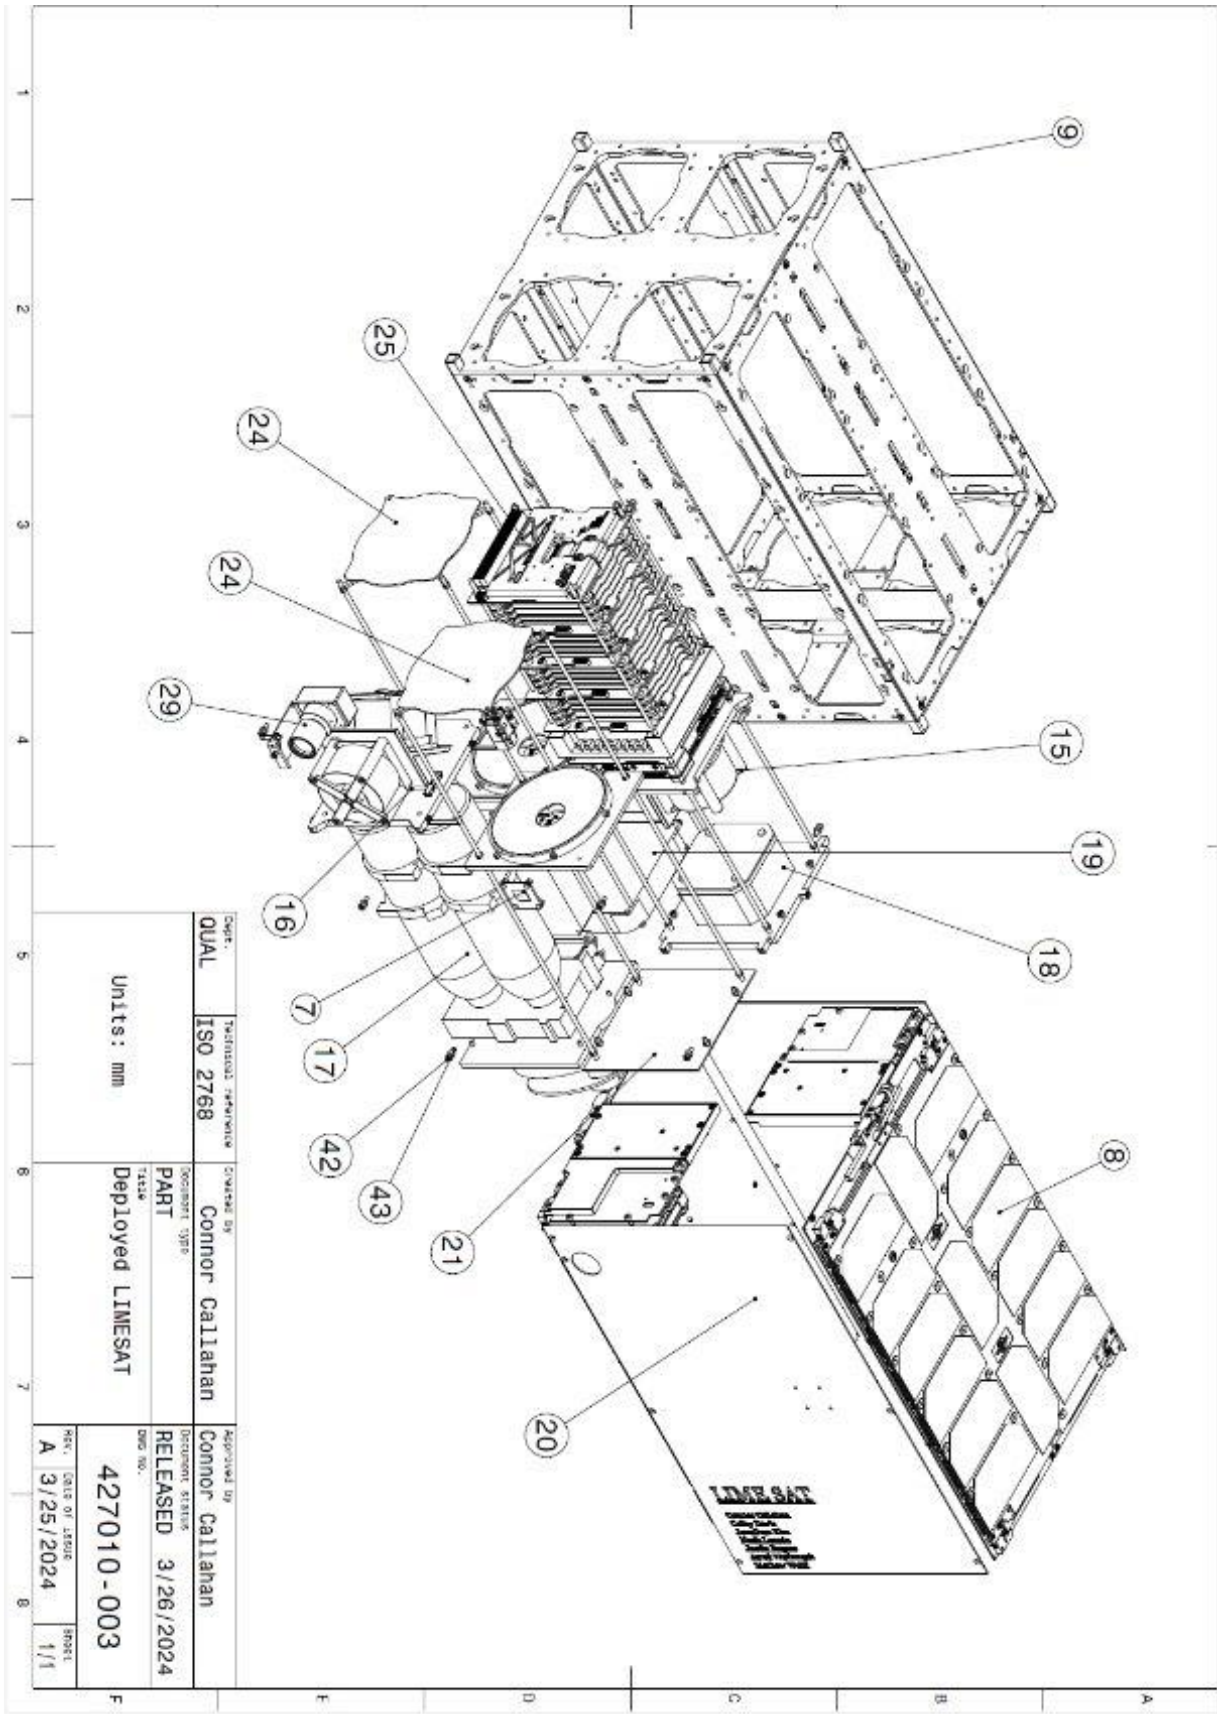 1
2
3
4
5
6
7
8
A
B
C
D
E
F
9
25
24
24
29
15
19
18
16
7
17
42
43
21
8
20
LIMESAT
Dept.
QUAL
Technical reference
ISO 2768
Created by
Connor Callahan
Approved by
Connor Callahan
Document type
PART
Document status
RELEASED 3/26/2024
Units: mm
Title
Deployed LIMESAT
DWG No.
427010-003
Rev.
A
Date of issue
3/25/2024
Sheet
1/1